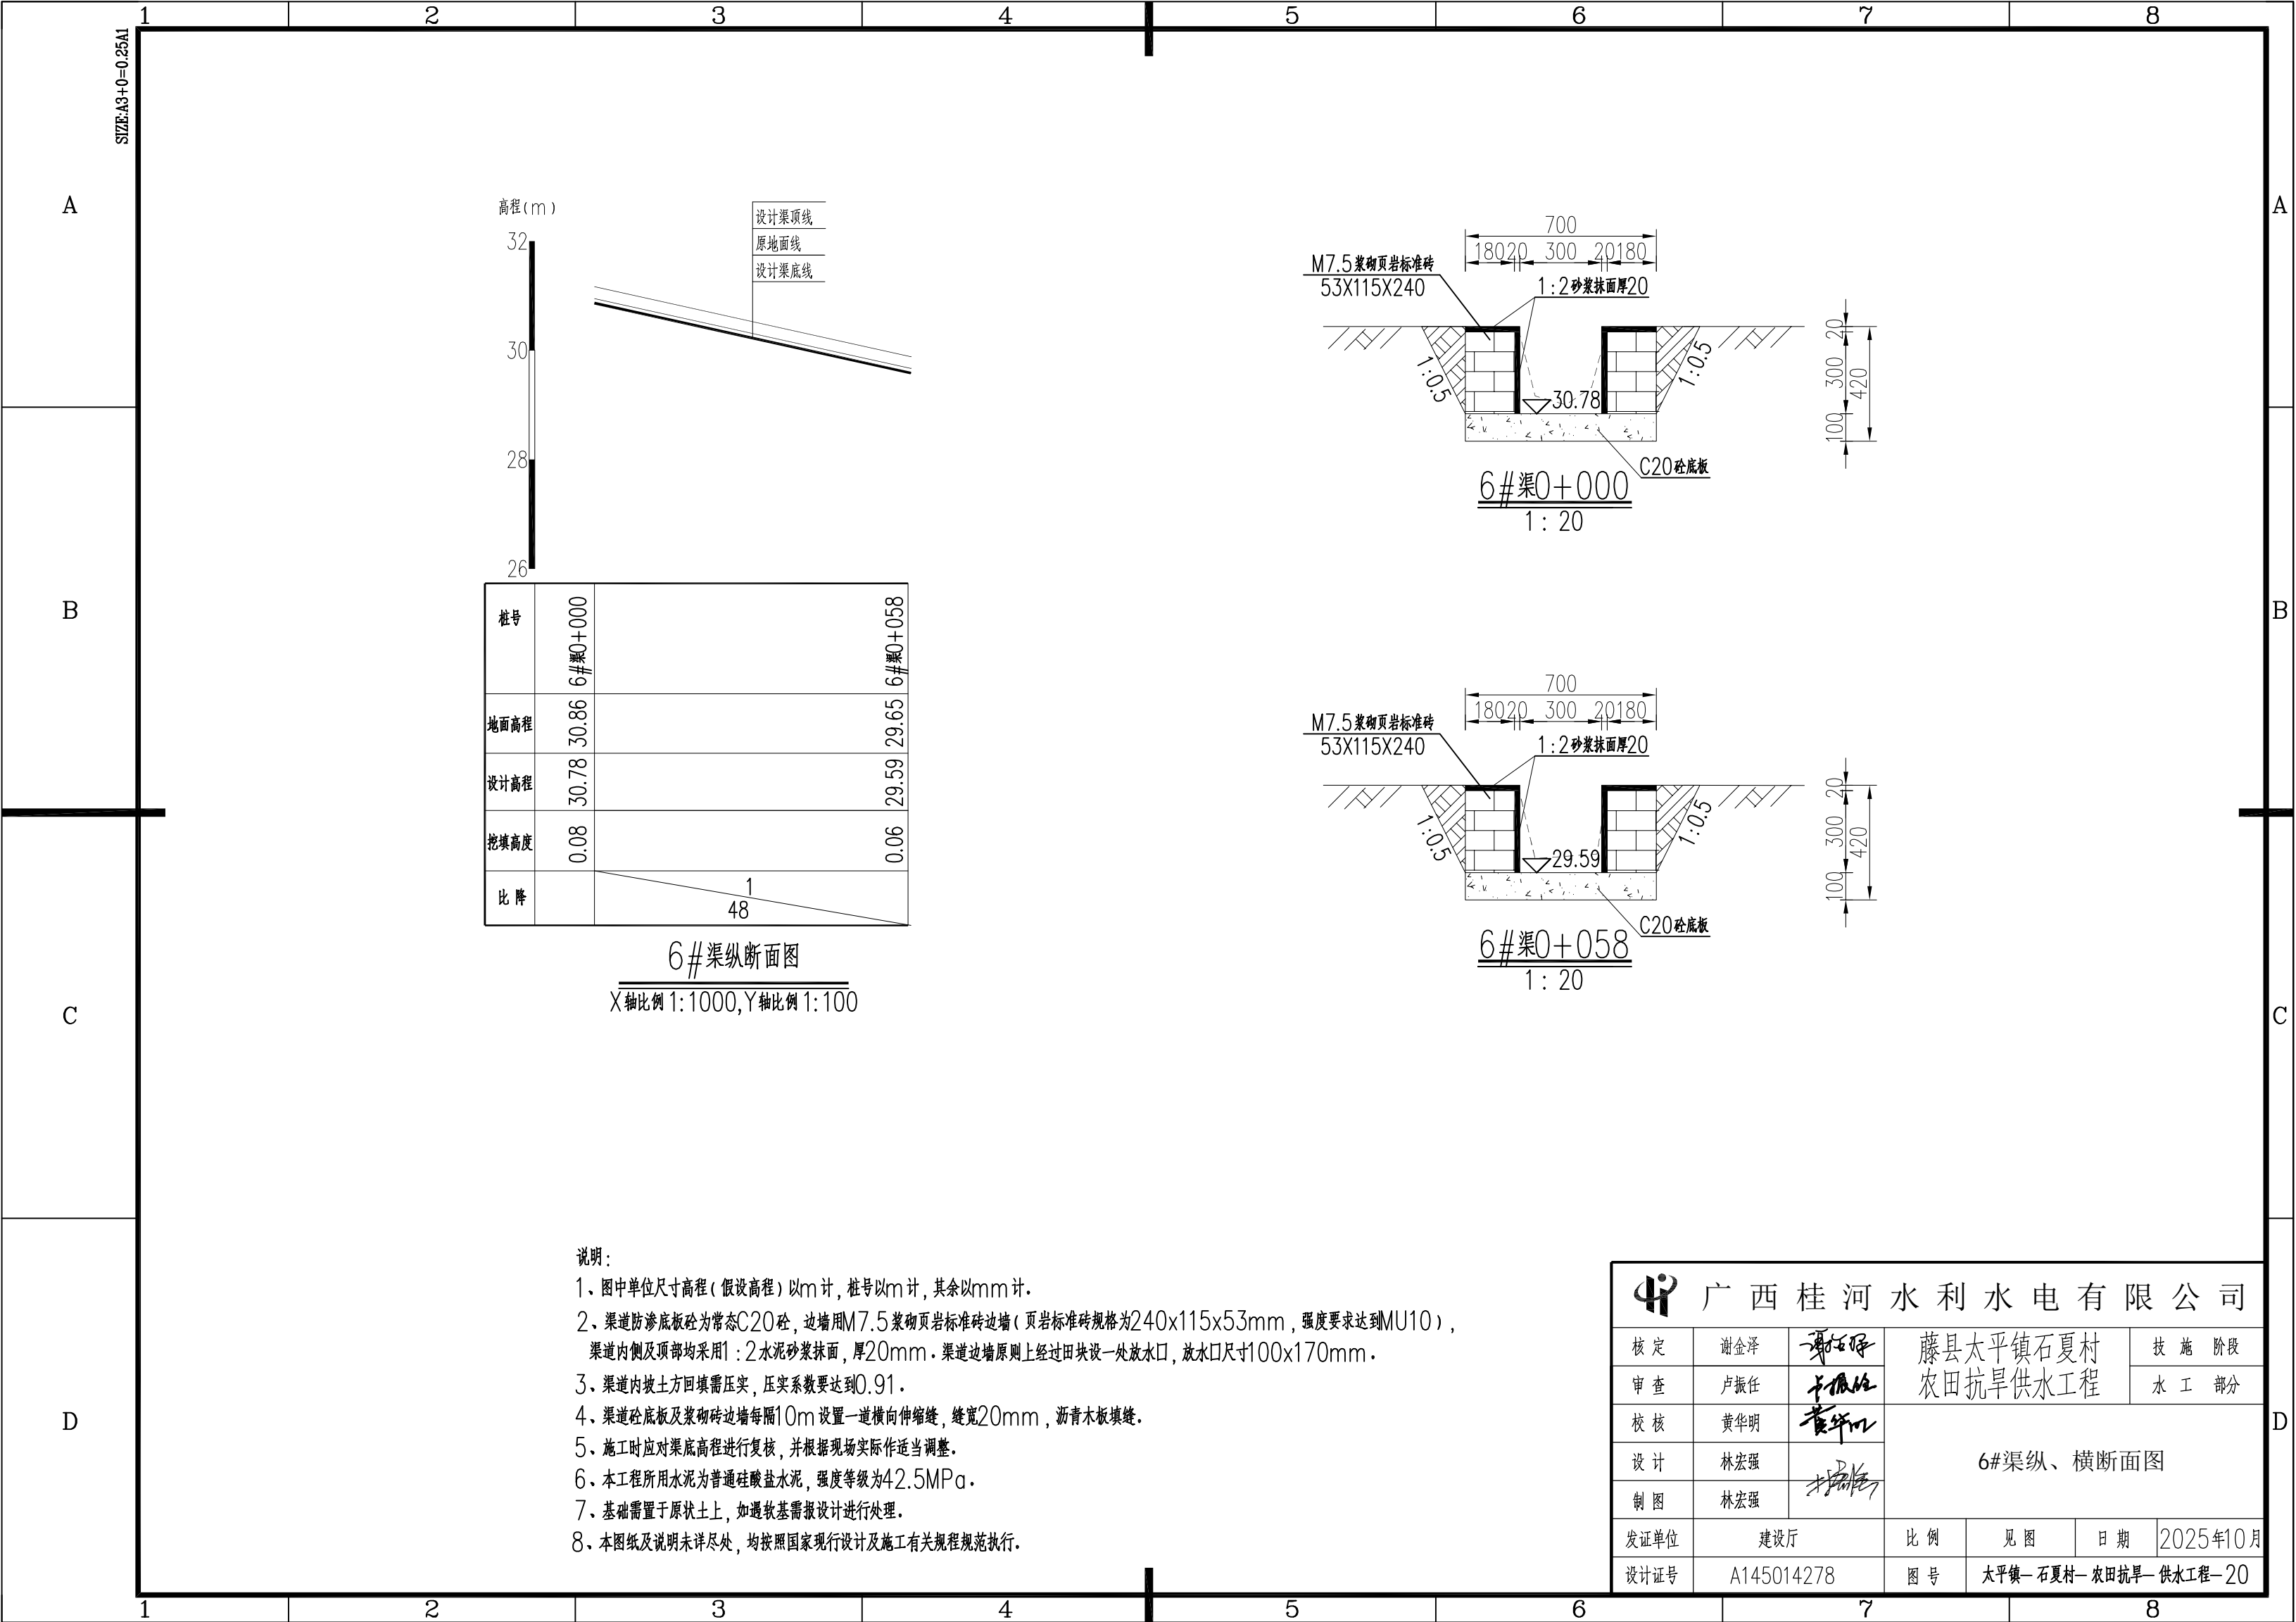 1 2 3 4 5 6 7 8
SIZE:A3+0=0.25A1
A
B
C
D
A
B
C
D
高程(m)
32
30
28
26
设计渠顶线
原地面线
设计渠底线
桩号 6#渠0+000 6#渠0+058
地面高程 30.86 29.65
设计高程 30.78 29.59
挖填高度 0.08 0.06
比降 1 48
6#渠纵断面图
X轴比例1:1000,Y轴比例1:100
700
180 20 300 20 180
M7.5浆砌页岩标准砖
53X115X240
1:2砂浆抹面厚20
1:0.5
1:0.5
30.78
20
300
100
420
C20砼底板
6#渠0+000
1: 20
700
180 20 300 20 180
M7.5浆砌页岩标准砖
53X115X240
1:2砂浆抹面厚20
1:0.5
1:0.5
29.59
20
300
100
420
C20砼底板
6#渠0+058
1: 20
说明:
1、图中单位尺寸高程(假设高程)以m计,桩号以m计,其余以mm计.
2、渠道防渗底板砼为常态C20砼,边墙用M7.5浆砌页岩标准砖边墙(页岩标准砖规格为240x115x53mm,强度要求达到MU10),
渠道内侧及顶部均采用1:2水泥砂浆抹面,厚20mm.渠道边墙原则上经过田块设一处放水口,放水口尺寸100x170mm.
3、渠道内坡土方回填需压实,压实系数要达到0.91.
4、渠道砼底板及浆砌砖边墙每隔10m设置一道横向伸缩缝,缝宽20mm,沥青木板填缝.
5、施工时应对渠底高程进行复核,并根据现场实际作适当调整.
6、本工程所用水泥为普通硅酸盐水泥,强度等级为42.5MPa.
7、基础需置于原状土上,如遇软基需报设计进行处理.
8、本图纸及说明未详尽处,均按照国家现行设计及施工有关规程规范执行.
广西桂河水利水电有限公司
核定 谢金泽
审查 卢振任 卢振任
校核 黄华明 黄华明
设计 林宏强
制图 林宏强
藤县太平镇石夏村
农田抗旱供水工程
技 施 阶段
水 工 部分
6#渠纵、横断面图
发证单位 建设厅 比例 见图 日期 2025年10月
设计证号 A145014278 图号 太平镇—石夏村—农田抗旱—供水工程—20
1 2 3 4 5 6 7 8